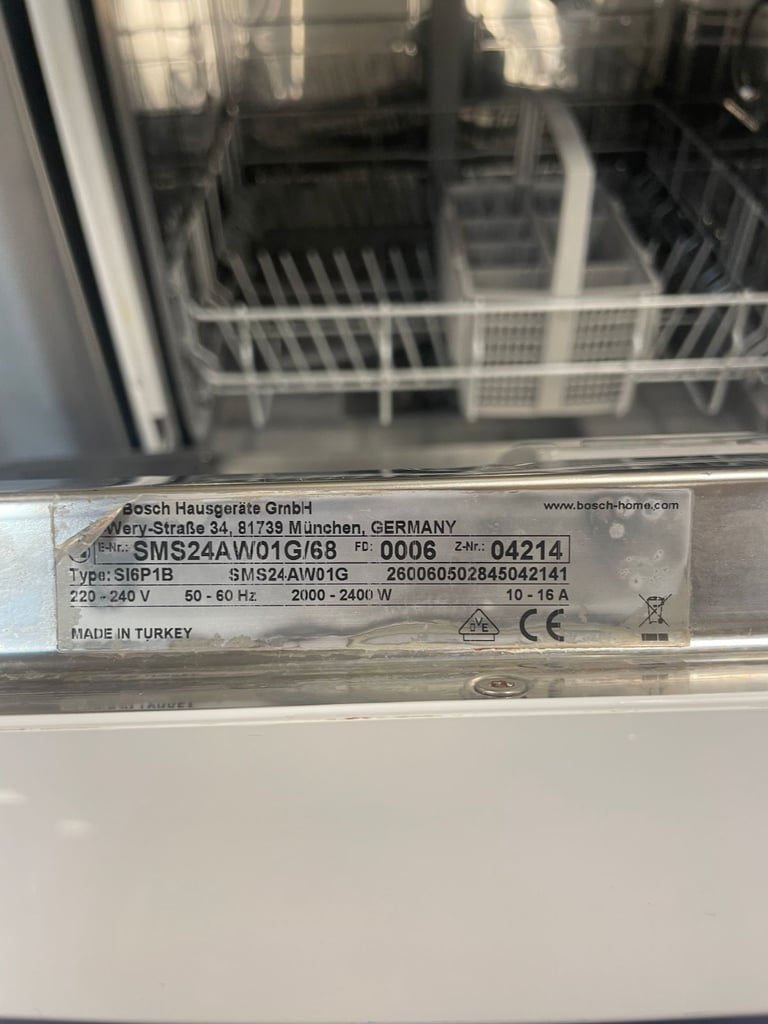 Bosch Hausgeräte GmbH www.bosch-home.com
Wery-Straße 34, 81739 München, GERMANY
E-Nr.: SMS24AW01G/68 FD: 0006 Z-Nr.: 04214
Type: SI6P1B SMS24AW01G 260060502845042141
220 - 240 V 50 - 60 Hz 2000 - 2400 W 10 - 16 A
MADE IN TURKEY VE CE